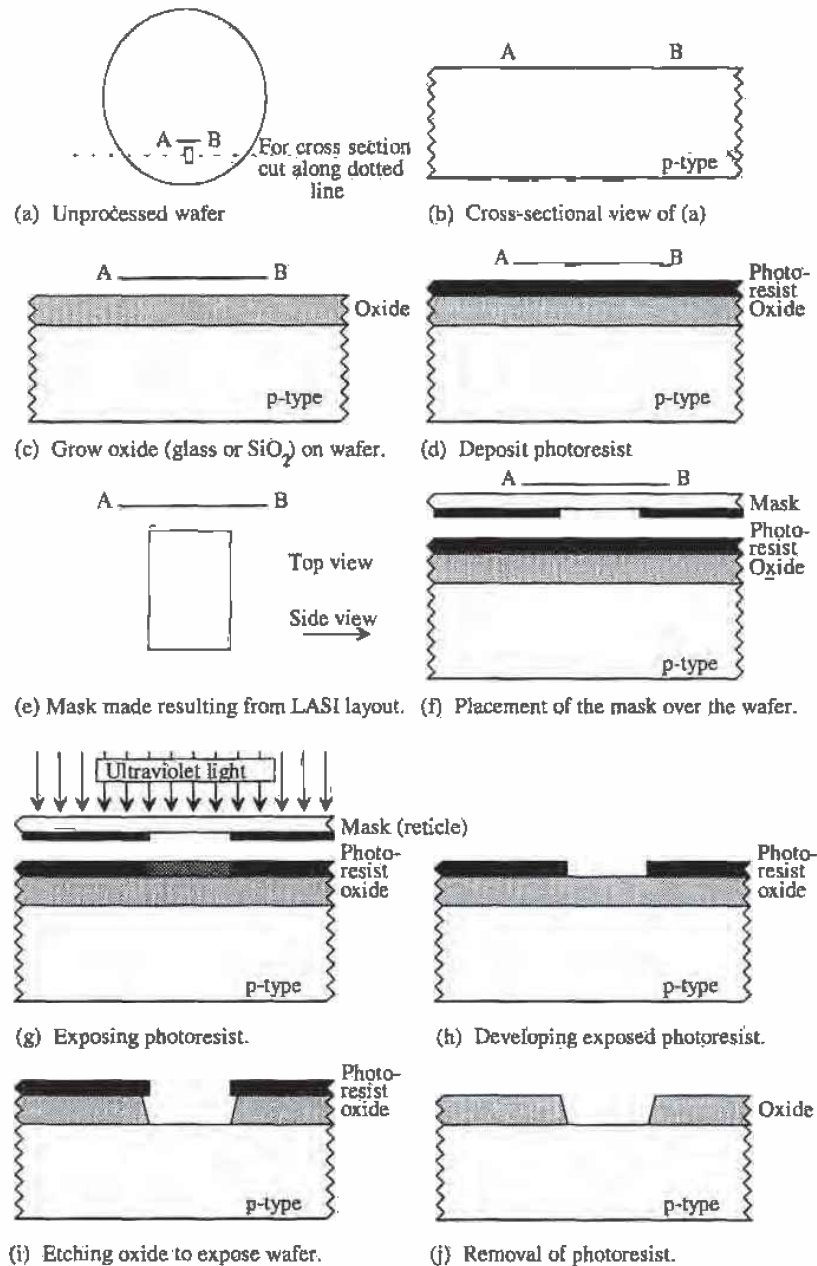 A B
For cross section
cut along dotted
line
(a) Unprocessed wafer
A B
p-type
(b) Cross-sectional view of (a)
A B
Oxide
p-type
(c) Grow oxide (glass or SiO2) on wafer.
A B
Photo-
resist
Oxide
p-type
(d) Deposit photoresist
A B
Top view
Side view
(e) Mask made resulting from LASI layout.
A B
Mask
Photo-
resist
Oxide
p-type
(f) Placement of the mask over the wafer.
Ultraviolet light
Mask (reticle)
Photo-
resist
oxide
p-type
(g) Exposing photoresist.
Photo-
resist
oxide
p-type
(h) Developing exposed photoresist.
Photo-
resist
oxide
p-type
(i) Etching oxide to expose wafer.
Oxide
p-type
(j) Removal of photoresist.